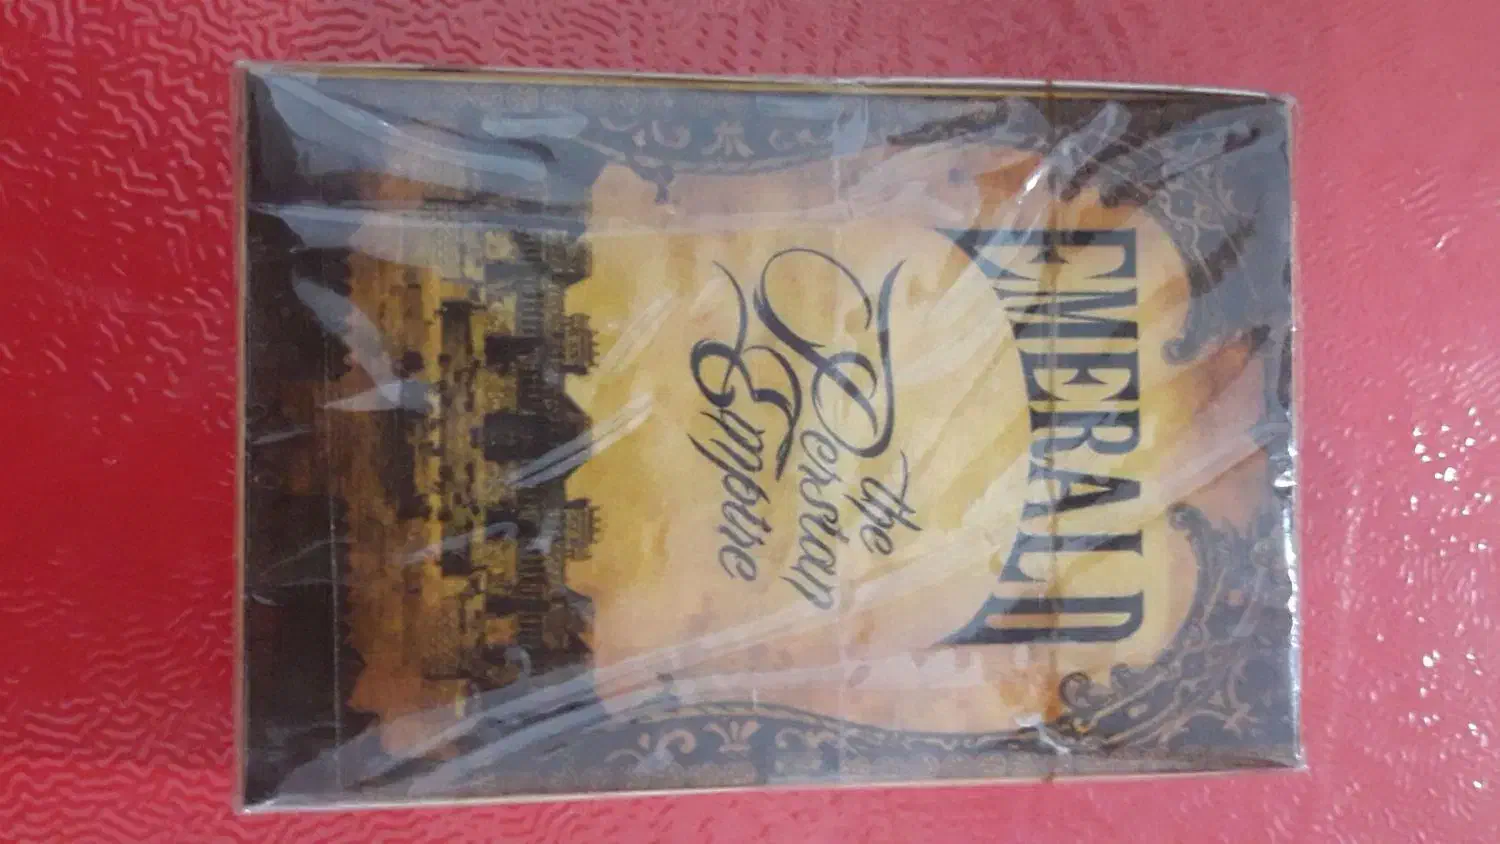 EMERALD
the
Persian
Empire